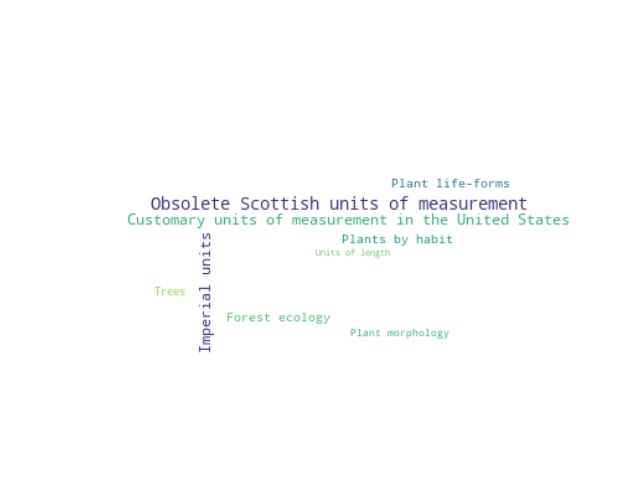 Plant life-forms
Obsolete Scottish units of measurement
Customary units of measurement in the United States
Plants by habit
Imperial units
Units of length
Trees
Forest ecology
Plant morphology